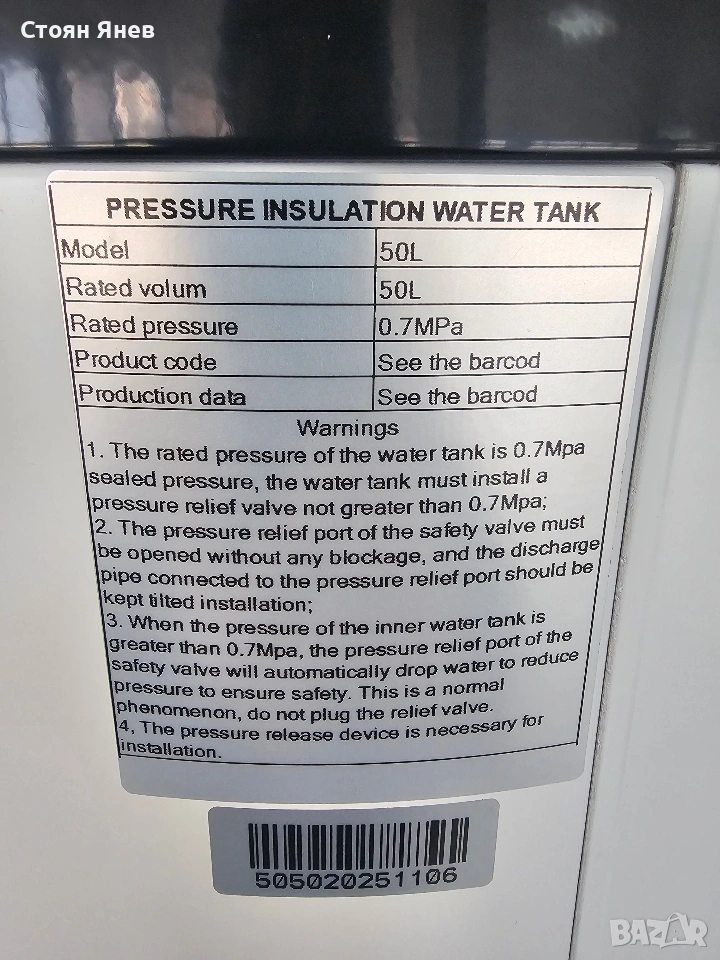 Стоян Янев
PRESSURE INSULATION WATER TANK
Model 50L
Rated volum 50L
Rated pressure 0.7MPa
Product code See the barcod
Production data See the barcod
Warnings
1. The rated pressure of the water tank is 0.7Mpa
sealed pressure, the water tank must install a
pressure relief valve not greater than 0.7Mpa;
2. The pressure relief port of the safety valve must
be opened without any blockage, and the discharge
pipe connected to the pressure relief port should be
kept tilted installation;
3. When the pressure of the inner water tank is
greater than 0.7Mpa, the pressure relief port of the
safety valve will automatically drop water to reduce
pressure to ensure safety. This is a normal
phenomenon, do not plug the relief valve.
4, The pressure release device is necessary for
installation.
505020251106
BAZAR